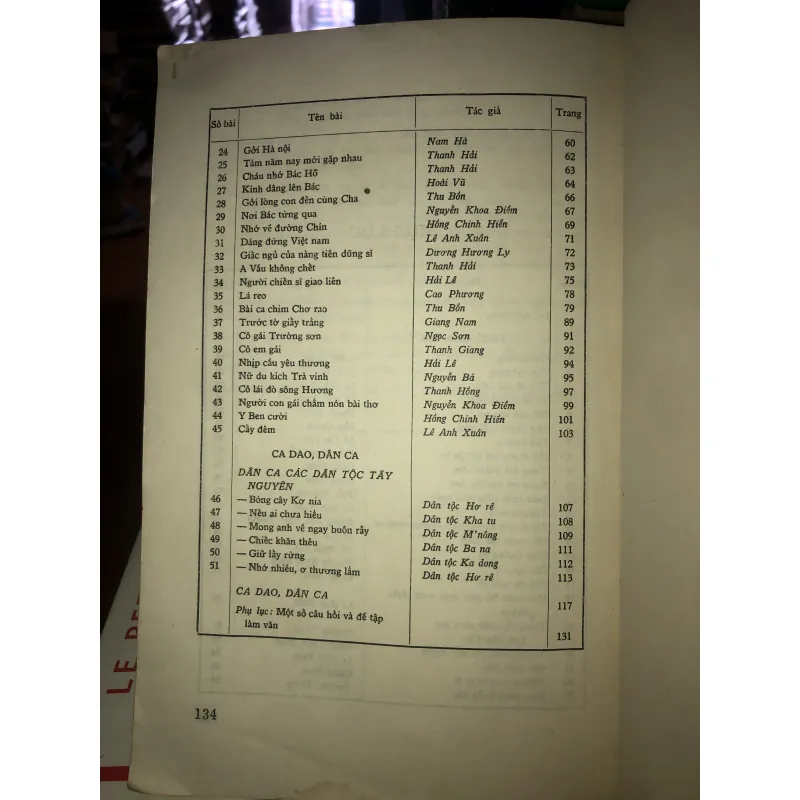 Số bài Tên bài Tác giả Trang
24 Gởi Hà nội Nam Hà 60
25 Tám năm nay mới gặp nhau Thanh Hải 62
26 Cháu nhớ Bác Hồ Thanh Hải 63
27 Kính dâng lên Bác Hoài Vũ 64
28 Gởi lòng con đến cùng Cha Thu Bồn 66
29 Nơi Bác từng qua Nguyễn Khoa Điềm 67
30 Nhớ về đường Chín Hồng Chinh Hiền 69
31 Dáng đứng Việt nam Lê Anh Xuân 71
32 Giấc ngủ của nàng tiên dũng sĩ Dương Hương Ly 72
33 A Vầu không chết Thanh Hải 73
34 Người chiến sĩ giao liên Hải Lê 75
35 Lá reo Cao Phương 78
36 Bài ca chim Chơ rao Thu Bồn 79
37 Trước tờ giấy trắng Giang Nam 89
38 Cô gái Trường sơn Ngọc Sơn 91
39 Cô em gái Thanh Giang 92
40 Nhịp cầu yêu thương Hải Lê 94
41 Nữ du kích Trà vinh Nguyễn Bá 95
42 Cô lái đò sông Hương Thanh Hồng 97
43 Người con gái chằm nón bài thơ Nguyễn Khoa Điềm 99
44 Y Ben cười Hồng Chinh Hiền 101
45 Cấy đêm Lê Anh Xuân 103
CA DAO, DÂN CA
DÂN CA CÁC DÂN TỘC TÂY
NGUYÊN
46 — Bóng cây Kơ nia Dân tộc Hơ rê 107
47 — Nếu ai chưa hiểu Dân tộc Kha tu 108
48 — Mong anh về ngay buôn rẫy Dân tộc M'nông 109
49 — Chiếc khăn thêu Dân tộc Ba na 111
50 — Giữ lấy rừng Dân tộc Ka dong 112
51 — Nhớ nhiều, ơ thương lắm Dân tộc Hơ rê 113
CA DAO, DÂN CA 117
Phụ lục: Một số câu hỏi và đề tập
làm văn 131
134